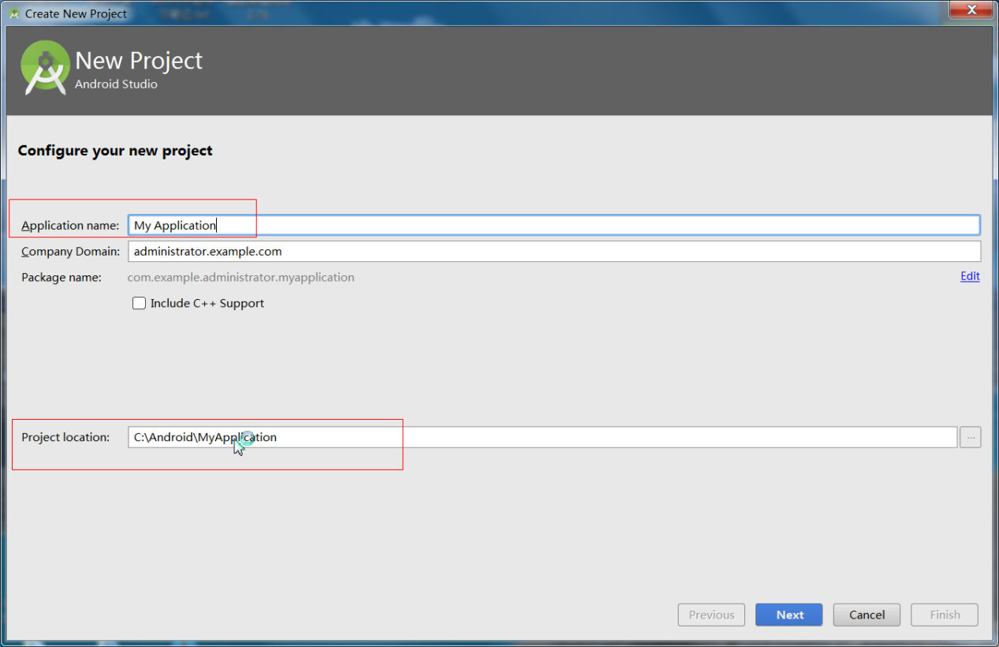 Create New Project
New Project
Android Studio
Configure your new project
Application name: My Application
Company Domain: administrator.example.com
Package name: com.example.administrator.myapplication Edit
Include C++ Support
Project location: C:\Android\MyApplication ...
Previous Next Cancel Finish